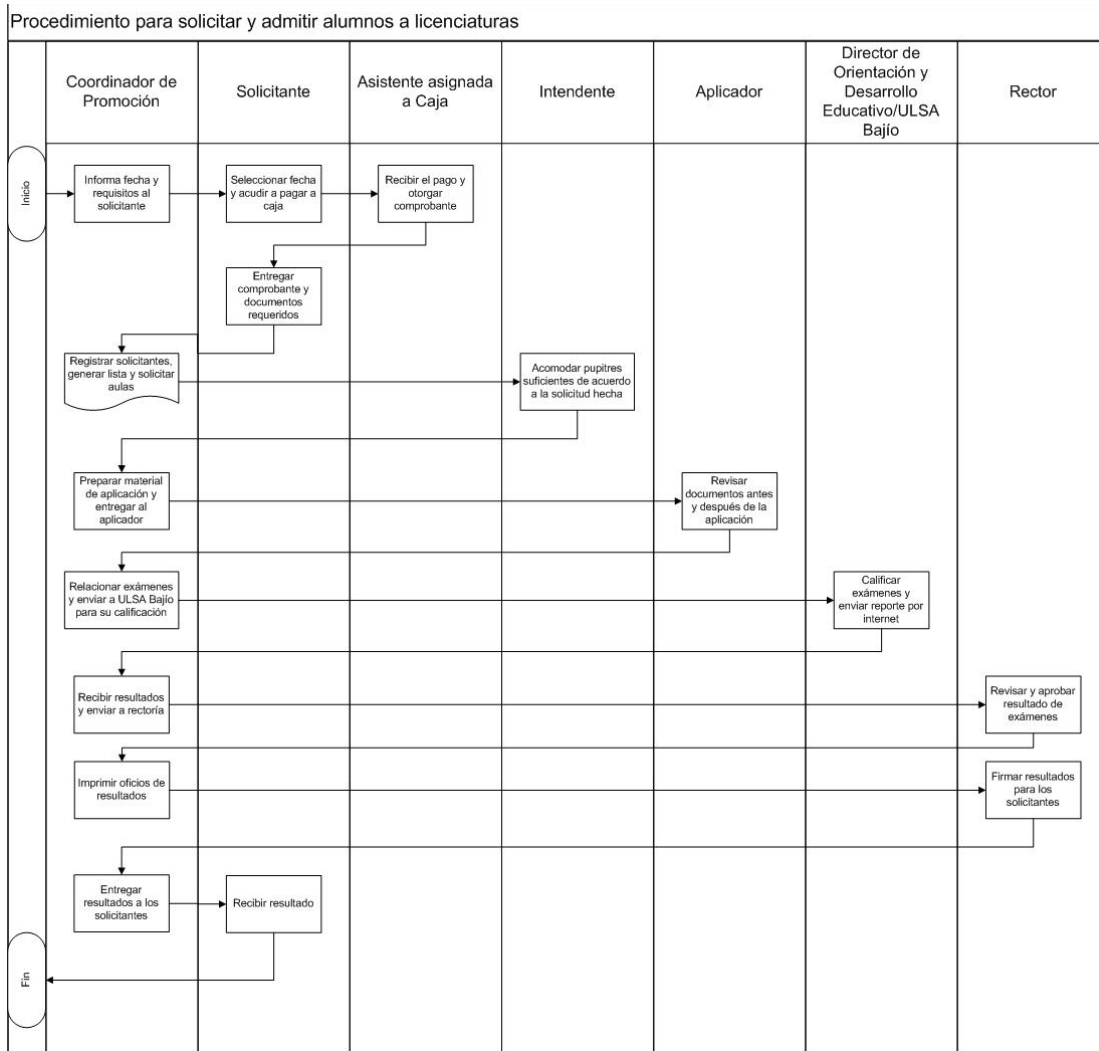 Procedimiento para solicitar y admitir alumnos a licenciaturas
Coordinador de
Promoción
Solicitante
Asistente asignada
a Caja
Intendente
Aplicador
Director de
Orientación y
Desarrollo
Educativo/ULSA
Bajío
Rector
Inicio
Informa fecha y
requisitos al
solicitante
Seleccionar fecha
y acudir a pagar a
caja
Recibir el pago y
otorgar
comprobante
Entregar
comprobante y
documentos
requeridos
Registrar solicitantes,
generar lista y solicitar
aulas
Acomodar pupitres
suficientes de acuerdo
a la solicitud hecha
Preparar material
de aplicación y
entregar al
aplicador
Revisar
documentos antes
y después de la
aplicación
Relacionar exámenes
y enviar a ULSA Bajío
para su calificación
Calificar
exámenes y
enviar reporte por
internet
Recibir resultados
y enviar a rectoría
Revisar y aprobar
resultado de
exámenes
Imprimir oficios de
resultados
Firmar resultados
para los
solicitantes
Entregar
resultados a los
solicitantes
Recibir resultado
Fin